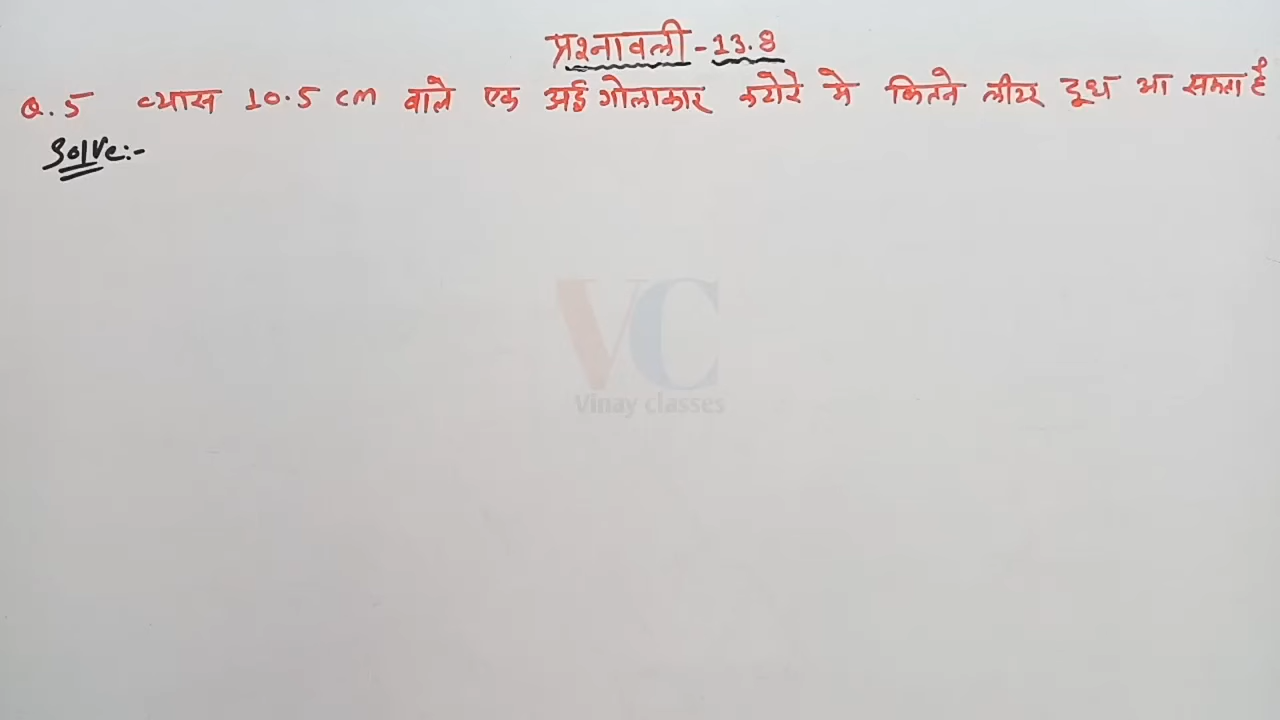 प्रश्नावली - 13.8
Q. 5 व्यास 10.5 cm वाले एक अर्द्धगोलाकार कटोरे मे कितने लीटर दूध आ सकता है
Solve:-
VC
Vinay classes